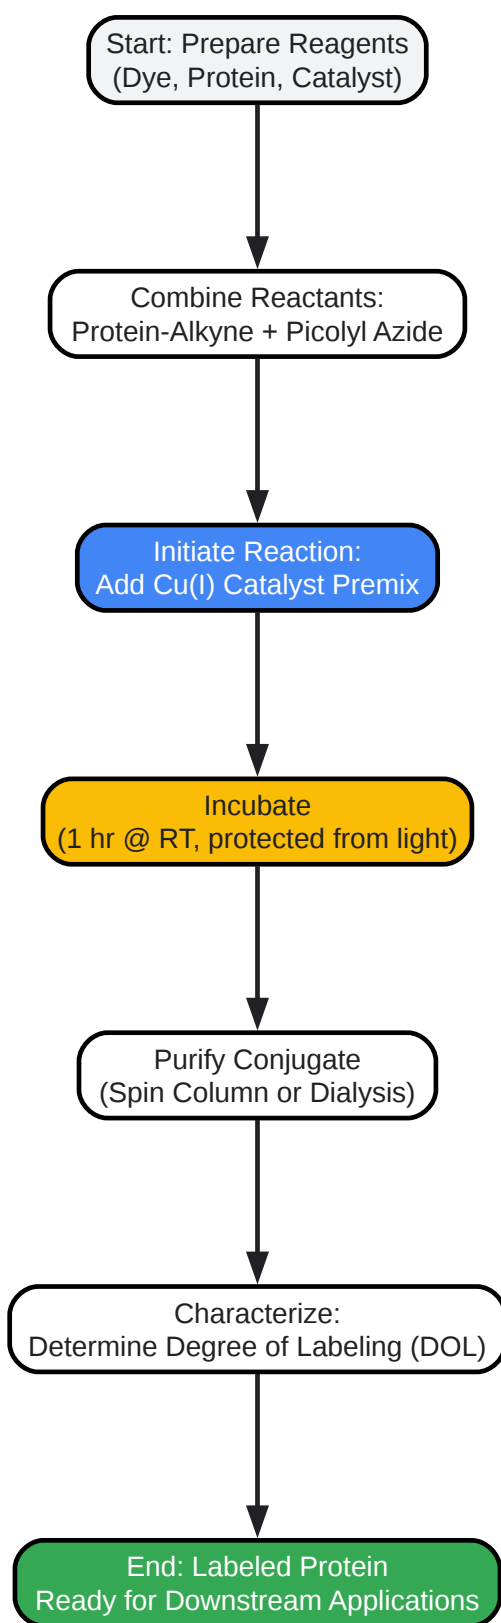 Start: Prepare Reagents
(Dye, Protein, Catalyst)
Combine Reactants:
Protein-Alkyne + Picolyl Azide
Initiate Reaction:
Add Cu(I) Catalyst Premix
Incubate
(1 hr @ RT, protected from light)
Purify Conjugate
(Spin Column or Dialysis)
Characterize:
Determine Degree of Labeling (DOL)
End: Labeled Protein
Ready for Downstream Applications